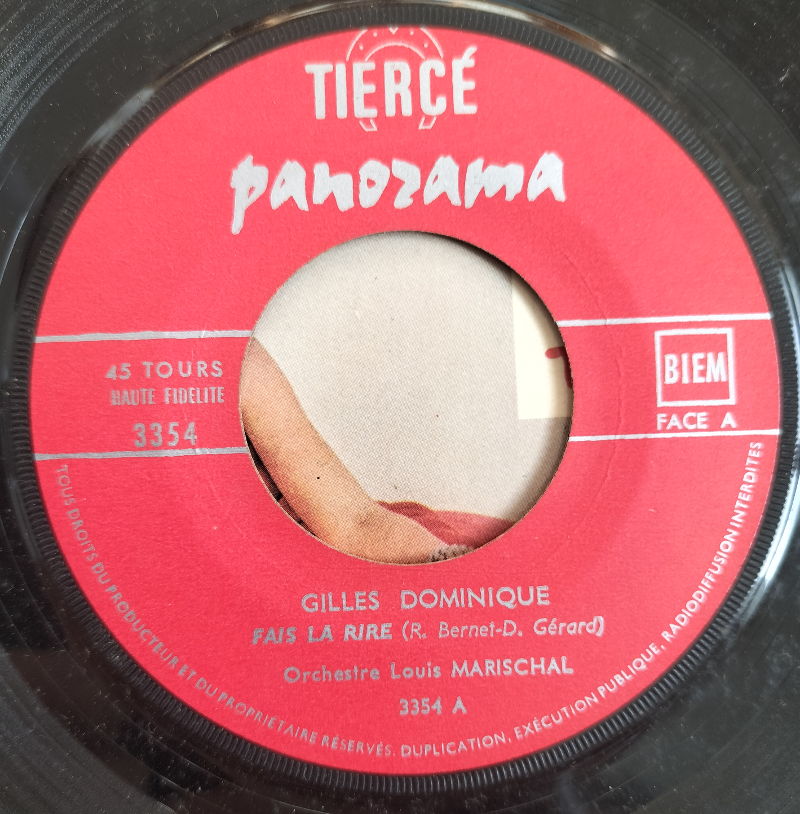 TIERCÉ
panorama
45 TOURS
HAUTE FIDELITE
3354
BIEM
FACE A
GILLES DOMINIQUE
FAIS LA RIRE (R. Bernet-D. Gérard)
Orchestre Louis MARISCHAL
3354 A
TOUS DROITS DU PRODUCTEUR ET DU PROPRIETAIRE RÉSERVÉS. DUPLICATION, EXÉCUTION PUBLIQUE, RADIODIFFUSION INTERDITES